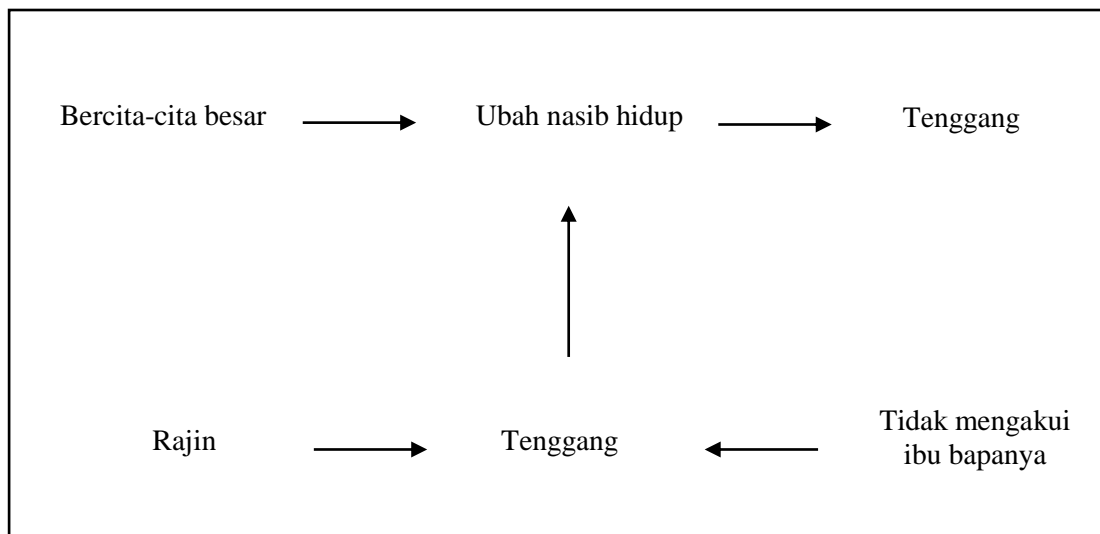 Bercita-cita besar
Ubah nasib hidup
Tenggang
Rajin
Tenggang
Tidak mengakui
ibu bapanya